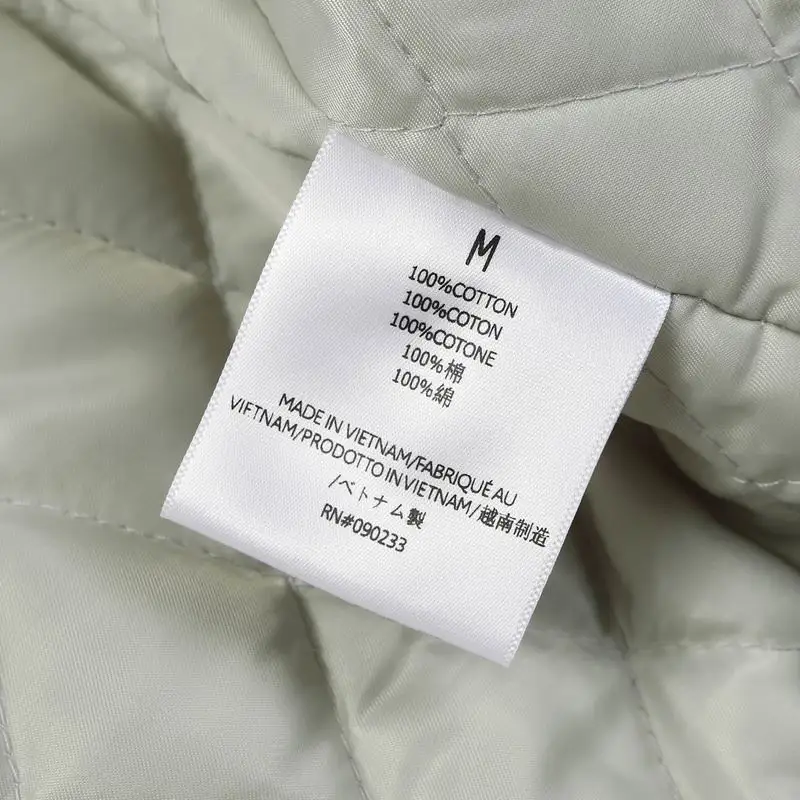 M
100%COTTON
100%COTON
100%COTONE
100%棉
100%綿
MADE IN VIETNAM/FABRIQUÉ AU
VIETNAM/PRODOTTO IN VIETNAM/越南制造
/ベトナム製
RN#090233